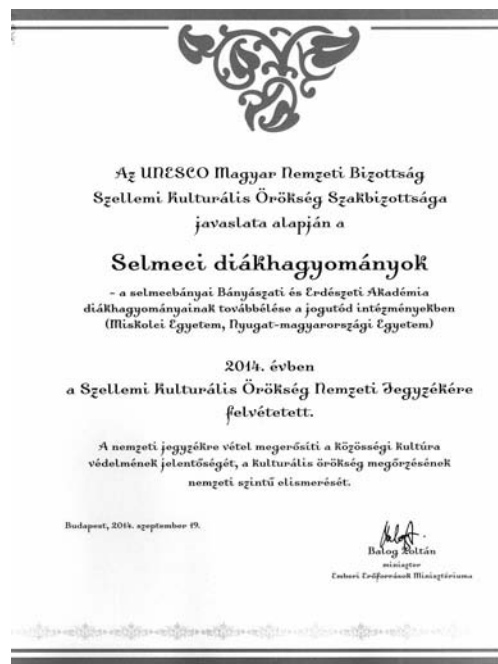 Az UNESCO Magyar Nemzeti Bizottság
Szellemi Kulturális Örökség Szakbizottsága
javaslata alapján a
Selmeci diákhagyományok
- a selmecbányai Bányászati és Erdészeti Akadémia
diákhagyományainak továbbélése a jogutód intézményekben
(Miskolci Egyetem, Nyugat-magyarországi Egyetem)
2014. évben
a Szellemi Kulturális Örökség Nemzeti Jegyzékére
felvétetett.
A nemzeti jegyzékre vétel megerősíti a közösségi kultúra
védelmének jelentőségét, a kulturális örökség megőrzésének
nemzeti szintű elismerését.
Budapest, 2014. szeptember 19.
Balog Zoltán
miniszter
Emberi Erőforrások Minisztériuma